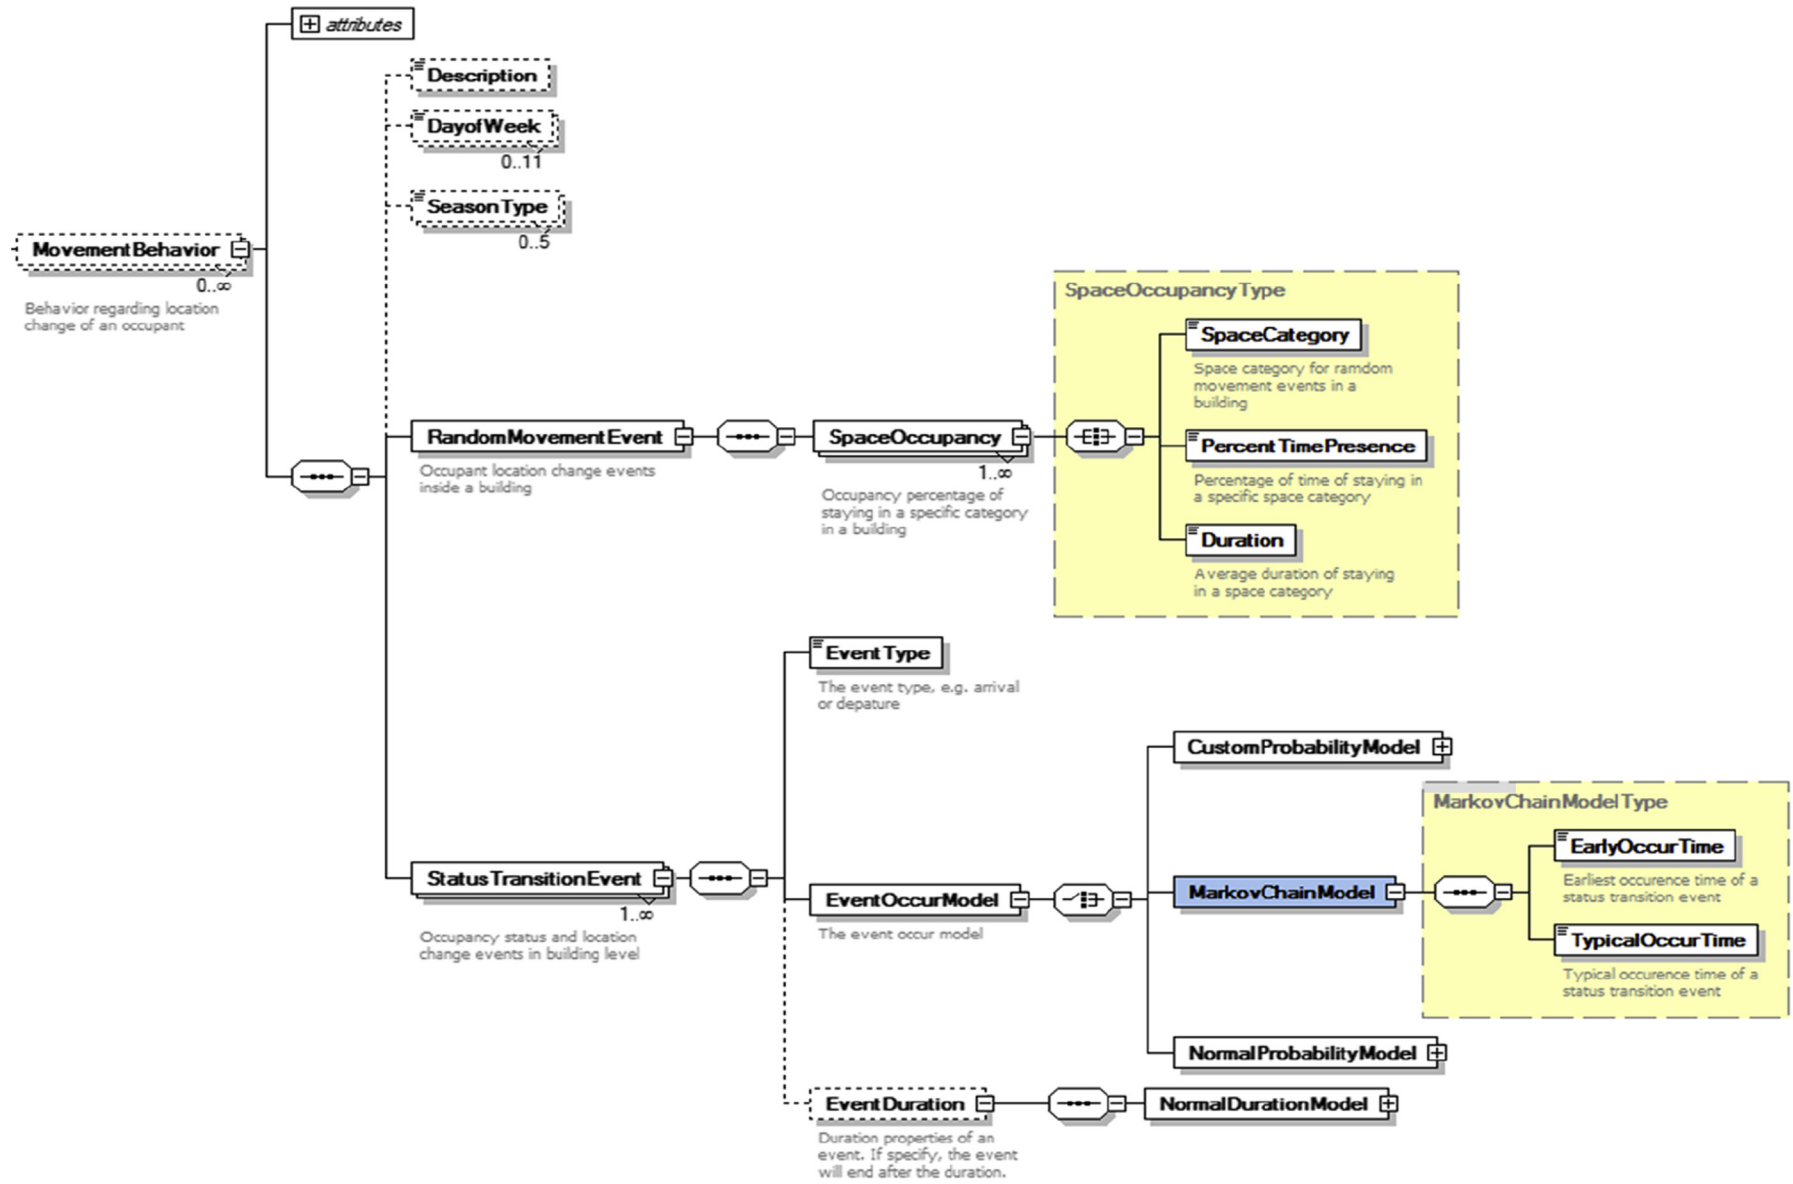 attributes
Description
DayofWeek
0..11
SeasonType
0..5
MovementBehavior
0..∞
Behavior regarding location
change of an occupant
RandomMovementEvent
Occupant location change events
inside a building
SpaceOccupancy
1..∞
Occupancy percentage of
staying in a specific category
in a building
SpaceOccupancyType
SpaceCategory
Space category for ramdom
movement events in a
building
PercentTimePresence
Percentage of time of staying in
a specific space category
Duration
Average duration of staying
in a space category
StatusTransitionEvent
1..∞
Occupancy status and location
change events in building level
EventType
The event type, e.g. arrival
or depature
EventOccurModel
The event occur model
CustomProbabilityModel
MarkovChainModel
MarkovChainModelType
EarlyOccurTime
Earliest occurence time of a
status transition event
TypicalOccurTime
Typical occurence time of a
status transition event
NormalProbabilityModel
EventDuration
Duration properties of an
event. If specify, the event
will end after the duration.
NormalDurationModel